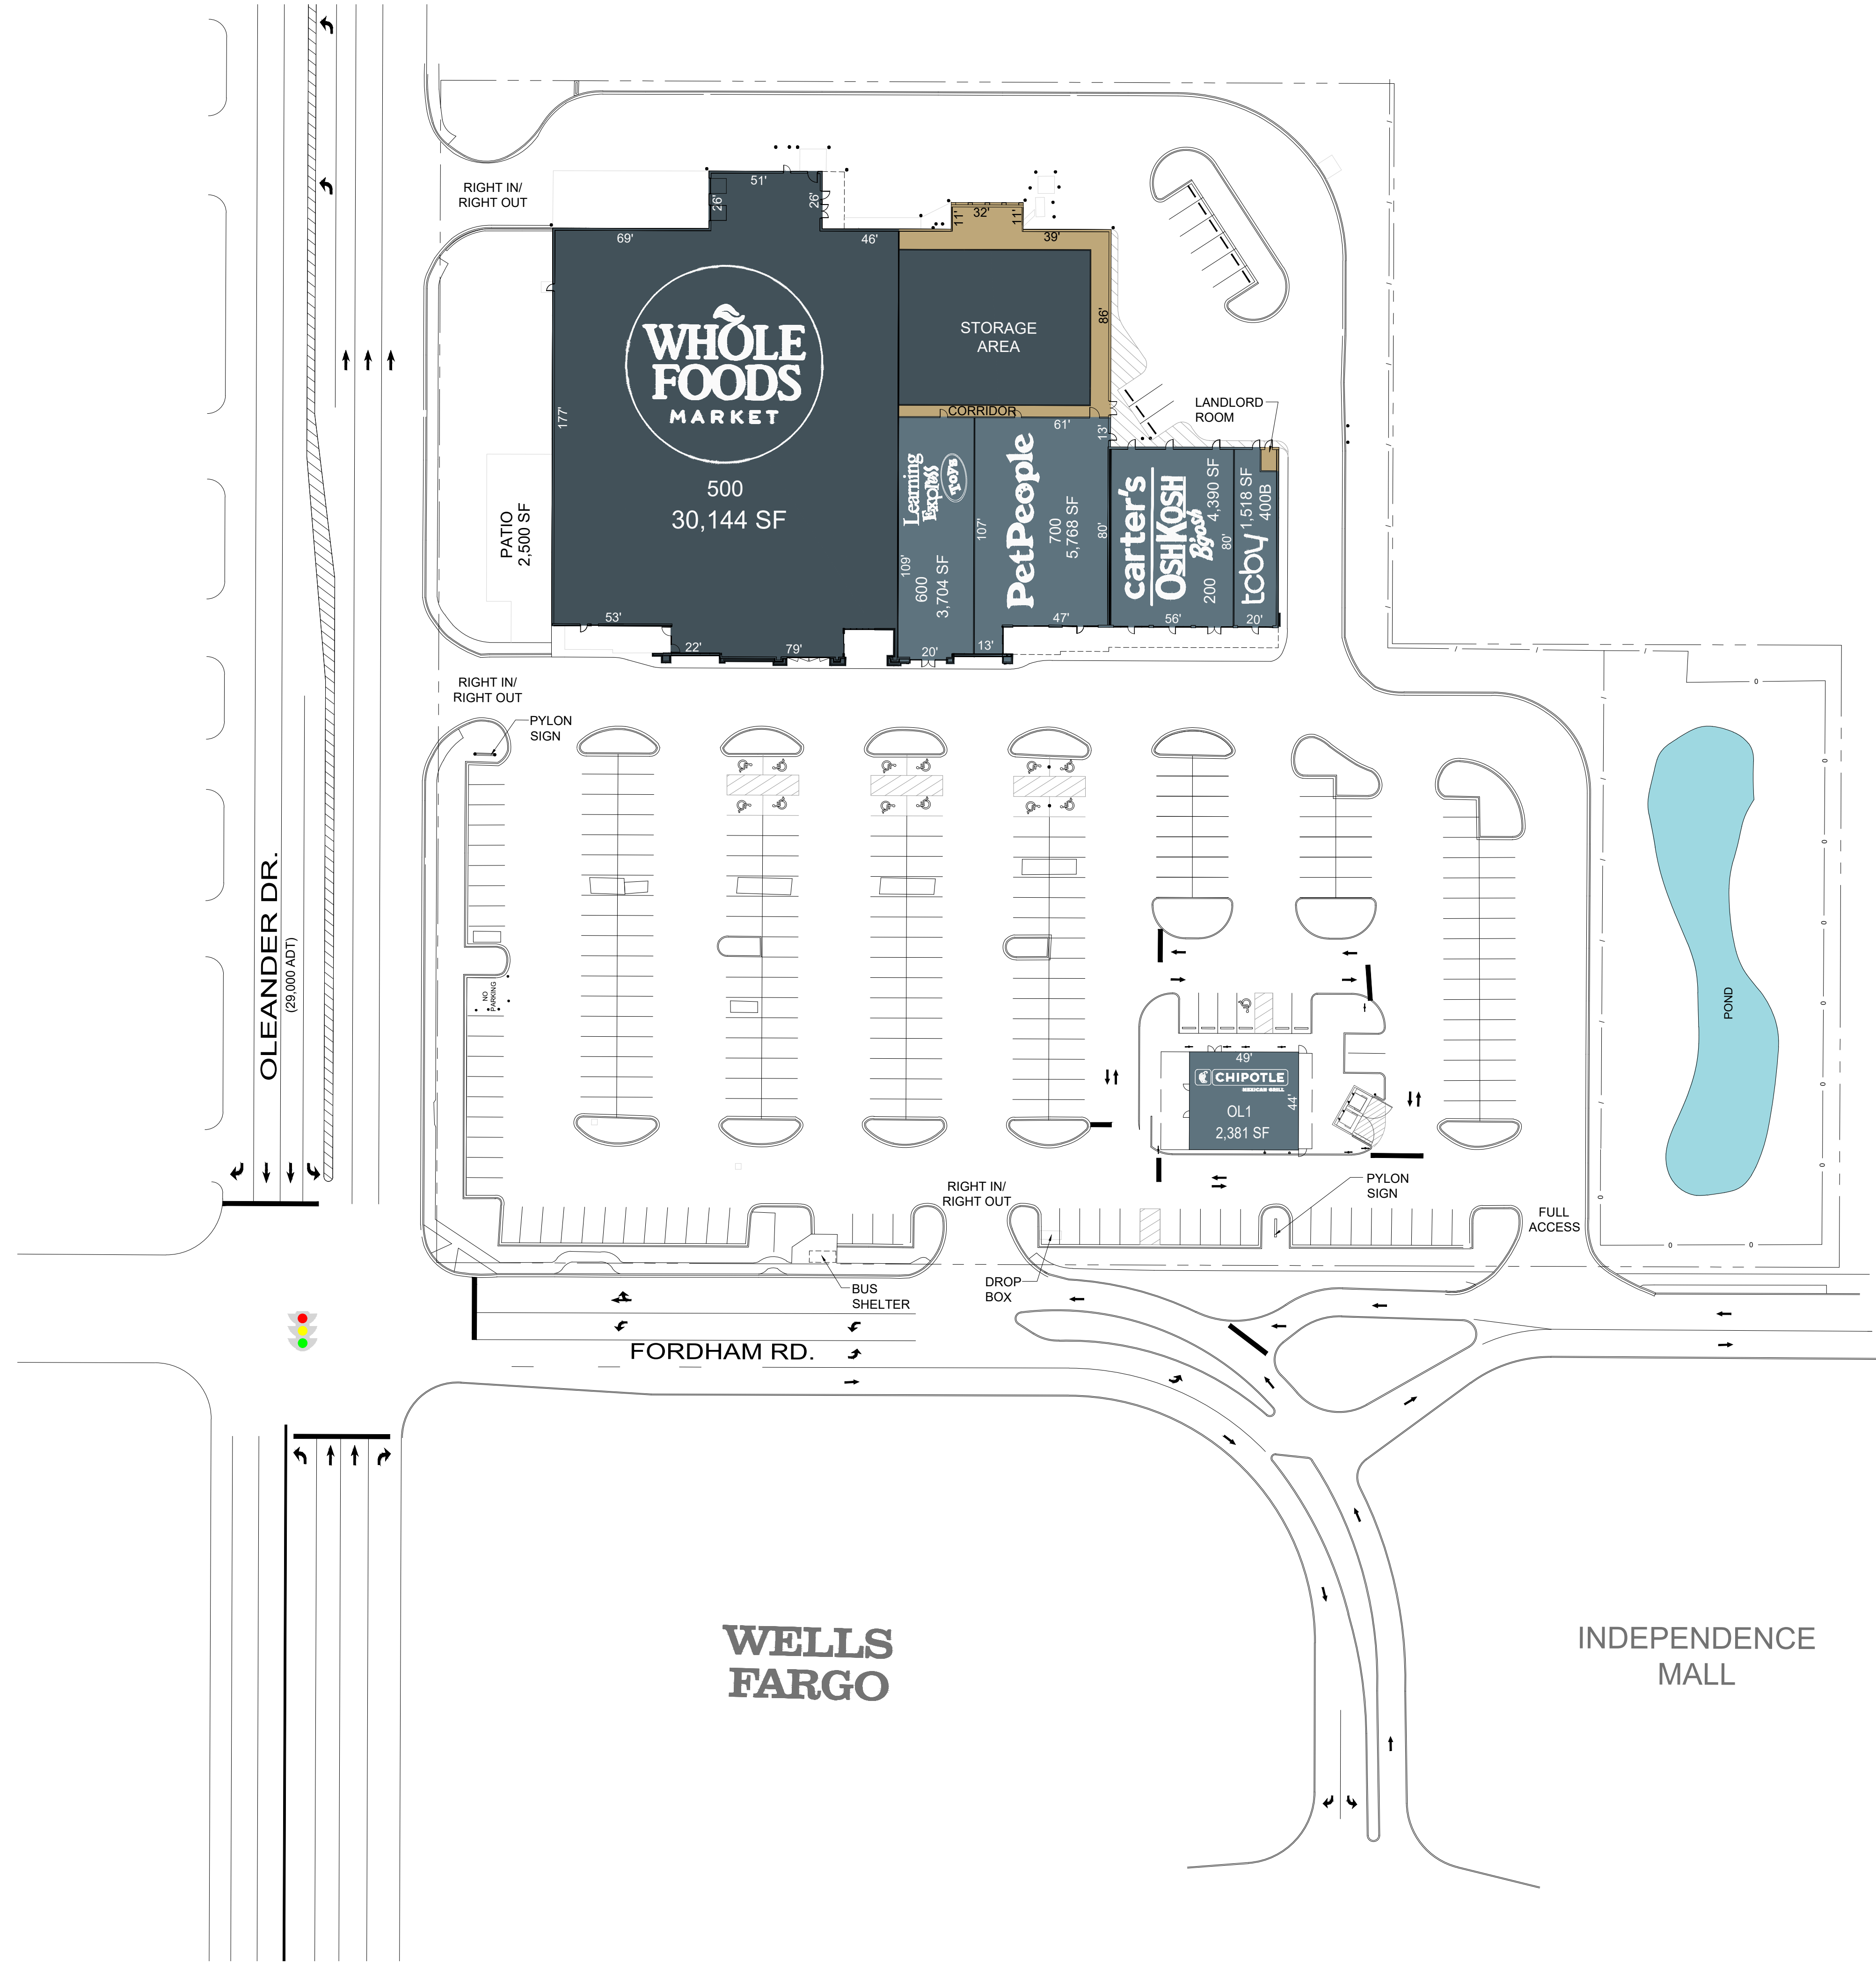 RIGHT IN/
RIGHT OUT
51'
26'
26'
69'
46'
11'
32'
11'
39'
WHOLE
FOODS
MARKET
500
30,144 SF
177'
53'
22'
79'
STORAGE
AREA
86'
CORRIDOR
61'
13'
LANDLORD
ROOM
PATIO
2,500 SF
Learning
Express
Toys
109'
600
3,704 SF
20'
PetPeople
107'
700
5,768 SF
80'
13'
47'
carter's
OSHKOSH
B'gosh
200
4,390 SF
80'
56'
tcby
1,518 SF
400B
20'
RIGHT IN/
RIGHT OUT
PYLON
SIGN
OLEANDER DR.
(29,000 ADT)
NO
PARKING
POND
49'
CHIPOTLE
MEXICAN GRILL
44'
OL1
2,381 SF
RIGHT IN/
RIGHT OUT
PYLON
SIGN
FULL
ACCESS
DROP
BOX
BUS
SHELTER
FORDHAM RD.
WELLS
FARGO
INDEPENDENCE
MALL